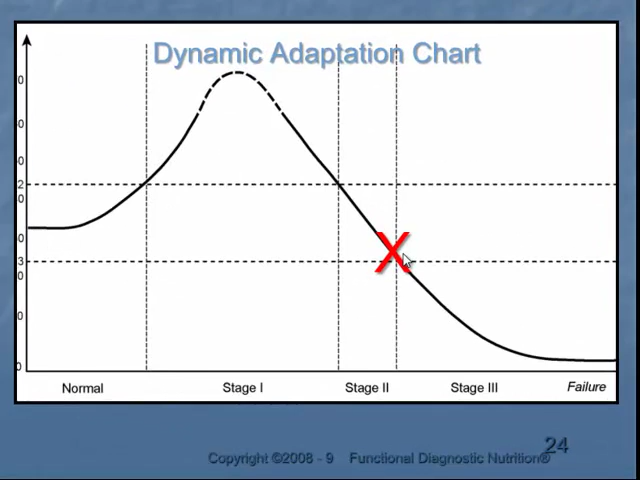 Dynamic Adaptation Chart
X
Normal Stage I Stage II Stage III Failure
24
Copyright ©2008 - 9 Functional Diagnostic Nutrition®